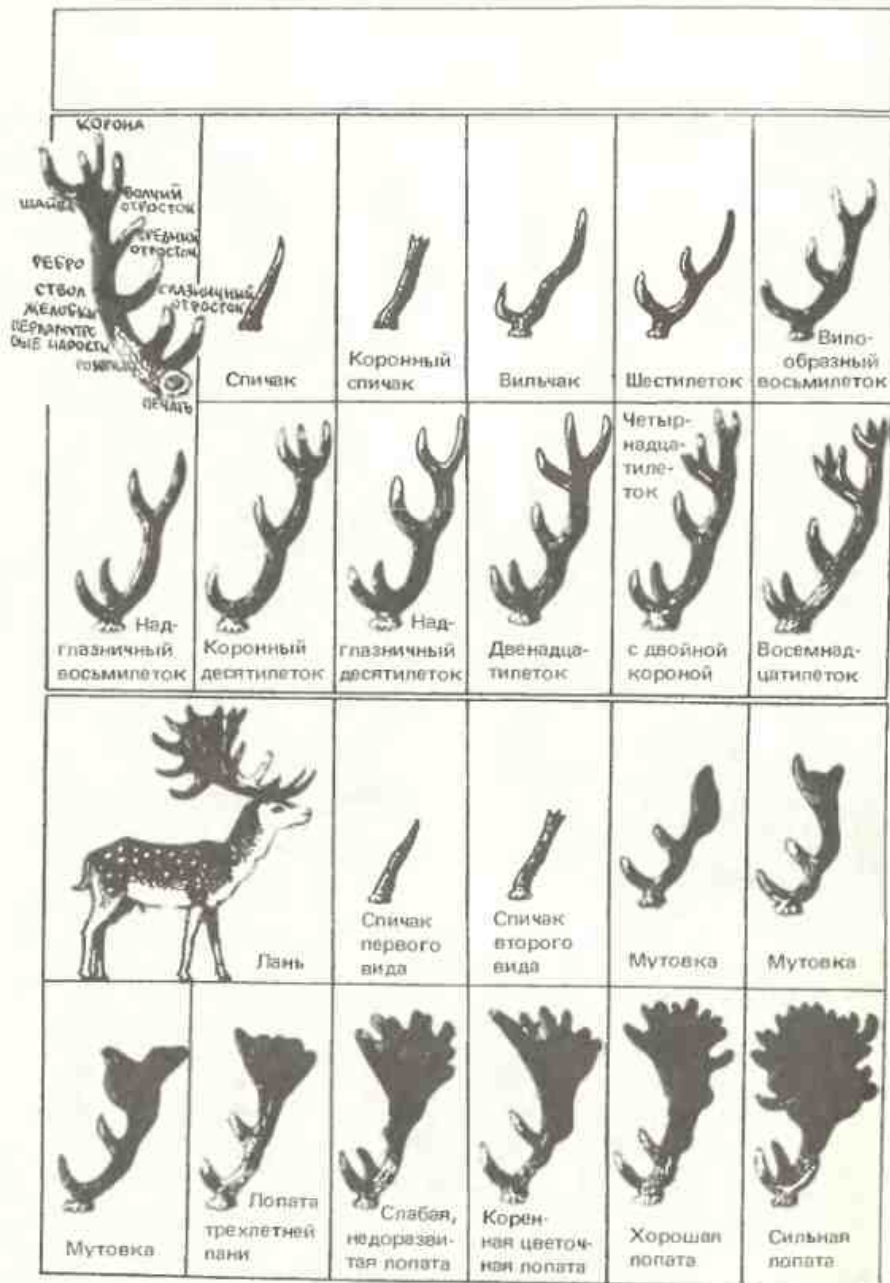 КОРОНА
ШАЙБА
ВОЛЧИЙ
ОТРОСТОК
СРЕДНИЙ
ОТРОСТОК
РЕБРО
СТВОЛ
ГЛАЗНИЧНЫЙ
ОТРОСТОК
ЖЕЛОБКИ
ПЕРЛАМУТРО
ВЫЕ НАРОСТЫ
ПЕЧАТЬ
Спичак
Коронный
спичак
Вильчак
Шестилеток
Вило-
образный
восьмилеток
Над-
глазничный
восьмилеток
Коронный
десятилеток
Над-
глазничный
десятилеток
Двенадца-
тилеток
Четыр-
надца-
тиле-
ток
с двойной
короной
Восемнад-
цатилеток
Лань
Спичак
первого
вида
Спичак
второго
вида
Мутовка
Мутовка
Мутовка
Лопата
трехлетней
лани
Слабая,
недоразви-
тая лопата
Корен-
ная цветоч-
ная лопата
Хорошая
лопата
Сильная
лопата